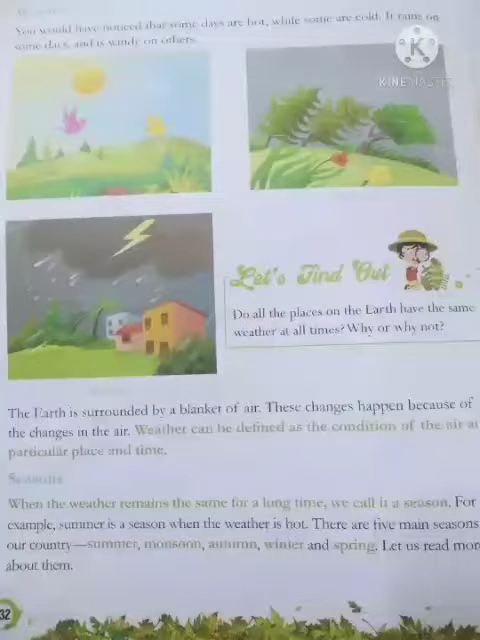 You would have noticed that some days are hot, while some are cold. It rains on
some days, and is windy on others.
K
KINEMASTER
Let's Find Out
Do all the places on the Earth have the same
weather at all times? Why or why not?
The Earth is surrounded by a blanket of air. These changes happen because of
the changes in the air. Weather can be defined as the condition of the air at
particular place and time.
Seasons
When the weather remains the same for a long time, we call it a season. For
example, summer is a season when the weather is hot. There are five main seasons
our country—summer, monsoon, autumn, winter and spring. Let us read mor
about them.
32